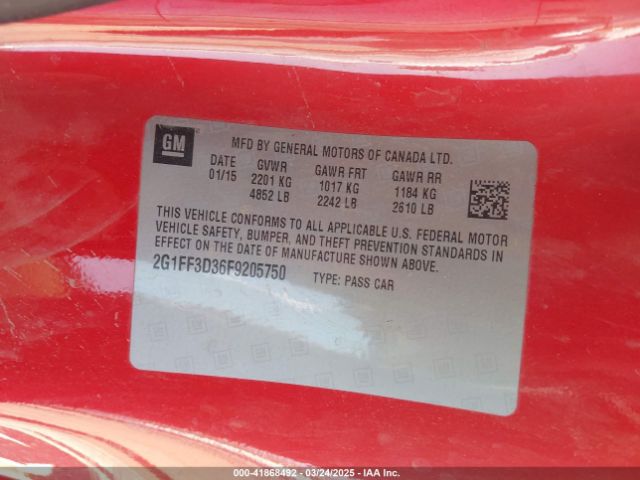 GM
MFD BY GENERAL MOTORS OF CANADA LTD.
DATE GVWR GAWR FRT GAWR RR
01/15 2201 KG 1017 KG 1184 KG
4852 LB 2242 LB 2610 LB
THIS VEHICLE CONFORMS TO ALL APPLICABLE U.S. FEDERAL MOTOR
VEHICLE SAFETY, BUMPER, AND THEFT PREVENTION STANDARDS IN
EFFECT ON THE DATE OF MANUFACTURE SHOWN ABOVE.
2G1FF3D36F9205750 TYPE: PASS CAR
000-41868492 - 03/24/2025 - IAA Inc.